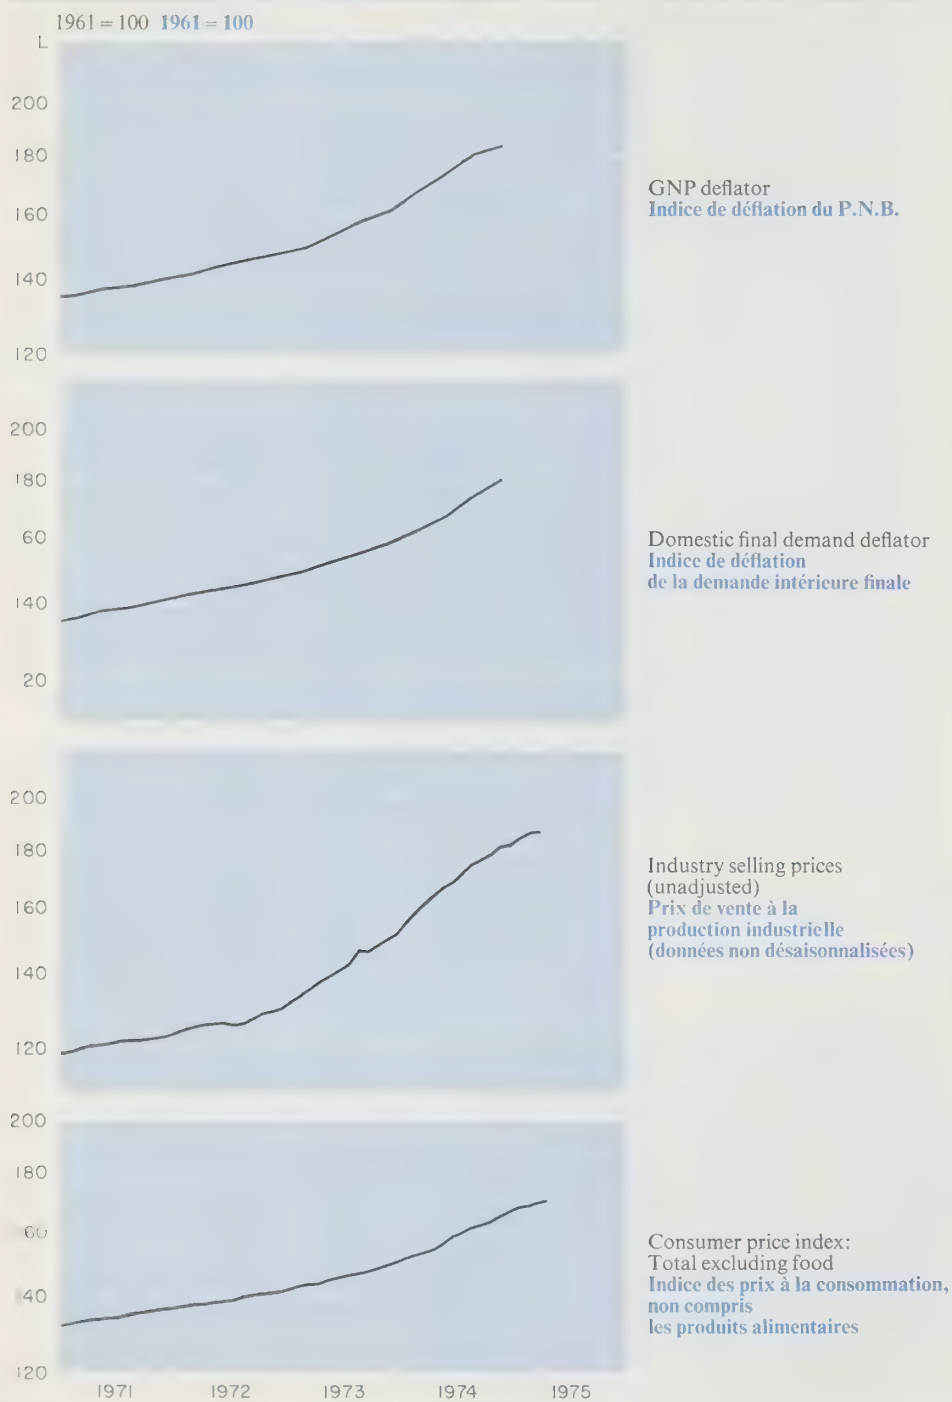 1961 = 100 1961 = 100
L
200
180
160
140
120
GNP deflator
Indice de déflation du P.N.B.
200
180
60
140
20
Domestic final demand deflator
Indice de déflation
de la demande intérieure finale
200
180
160
140
120
Industry selling prices
(unadjusted)
Prix de vente à la
production industrielle
(données non désaisonnalisées)
200
180
60
40
120
Consumer price index:
Total excluding food
Indice des prix à la consommation,
non compris
les produits alimentaires
1971 1972 1973 1974 1975